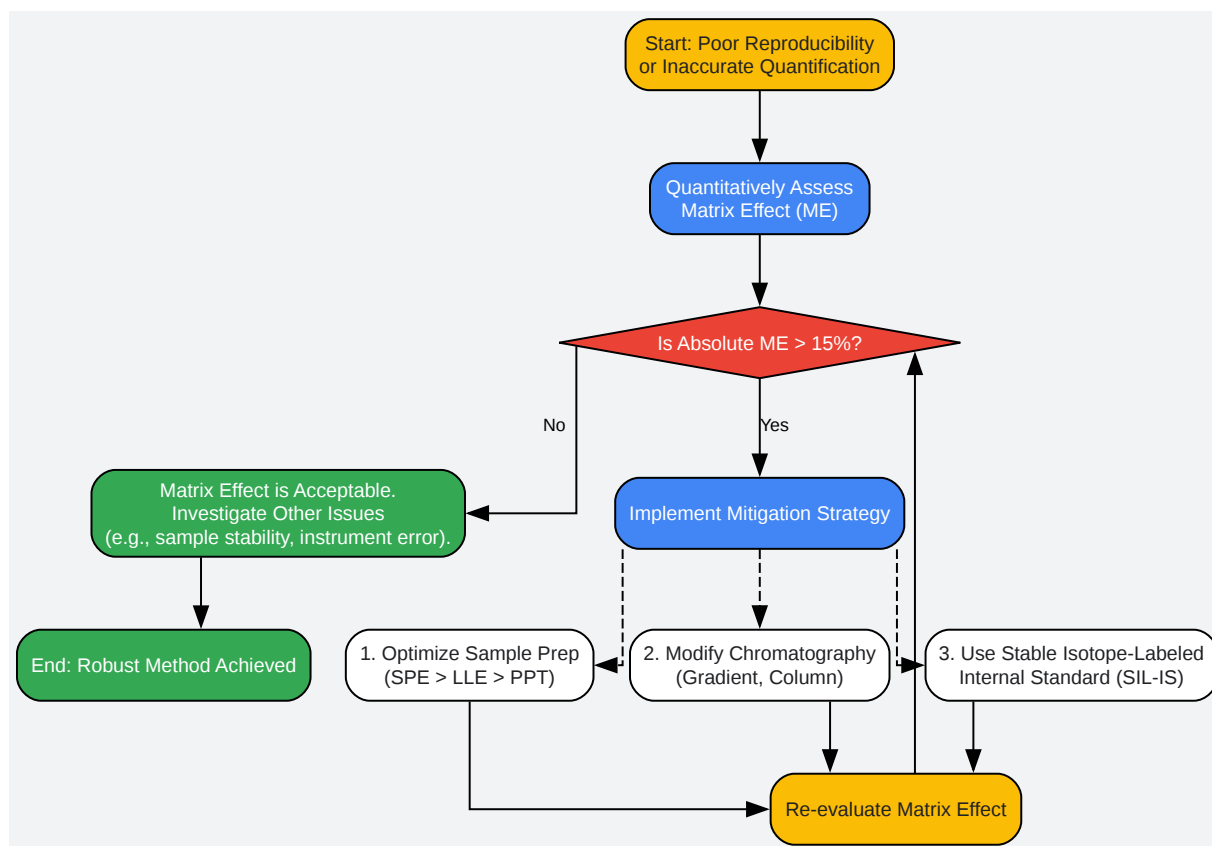 Start: Poor Reproducibility
or Inaccurate Quantification
Quantitatively Assess
Matrix Effect (ME)
Is Absolute ME > 15%?
No
Yes
Matrix Effect is Acceptable.
Investigate Other Issues
(e.g., sample stability, instrument error).
Implement Mitigation Strategy
End: Robust Method Achieved
1. Optimize Sample Prep
(SPE > LLE > PPT)
2. Modify Chromatography
(Gradient, Column)
3. Use Stable Isotope-Labeled
Internal Standard (SIL-IS)
Re-evaluate Matrix Effect